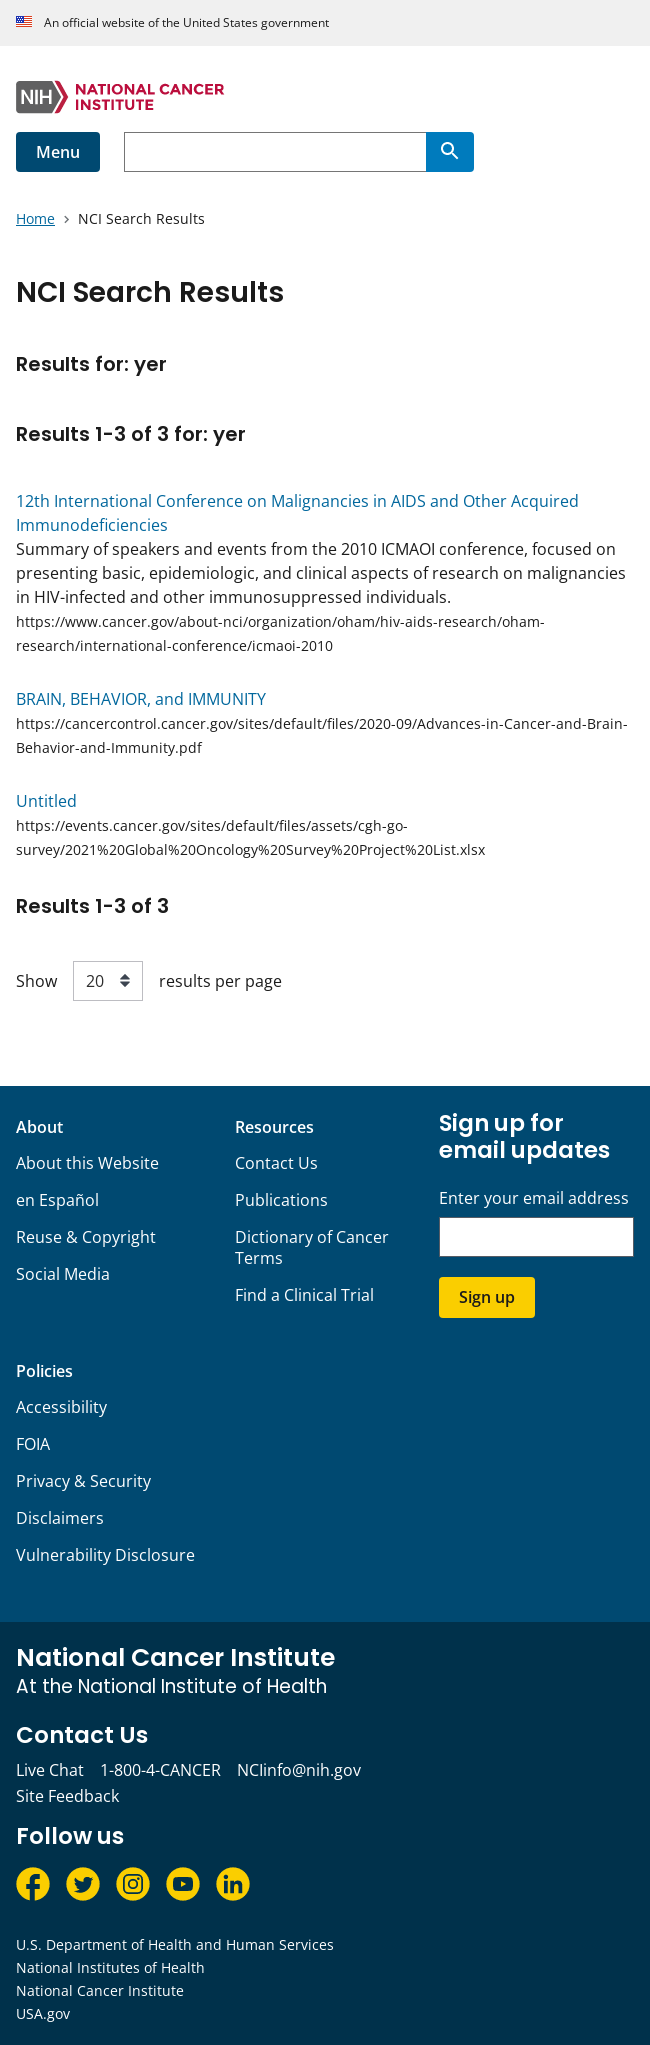 An official website of the United States government
NIH NATIONAL CANCER
INSTITUTE
Menu
Home > NCI Search Results
NCI Search Results
Results for: yer
Results 1-3 of 3 for: yer
12th International Conference on Malignancies in AIDS and Other Acquired
Immunodeficiencies
Summary of speakers and events from the 2010 ICMAOI conference, focused on
presenting basic, epidemiologic, and clinical aspects of research on malignancies
in HIV-infected and other immunosuppressed individuals.
https://www.cancer.gov/about-nci/organization/oham/hiv-aids-research/oham-
research/international-conference/icmaoi-2010
BRAIN, BEHAVIOR, and IMMUNITY
https://cancercontrol.cancer.gov/sites/default/files/2020-09/Advances-in-Cancer-and-Brain-
Behavior-and-Immunity.pdf
Untitled
https://events.cancer.gov/sites/default/files/assets/cgh-go-
survey/2021%20Global%20Oncology%20Survey%20Project%20List.xlsx
Results 1-3 of 3
Show 20 results per page
About
About this Website
en Español
Reuse & Copyright
Social Media
Resources
Contact Us
Publications
Dictionary of Cancer
Terms
Find a Clinical Trial
Sign up for
email updates
Enter your email address
Sign up
Policies
Accessibility
FOIA
Privacy & Security
Disclaimers
Vulnerability Disclosure
National Cancer Institute
At the National Institute of Health
Contact Us
Live Chat 1-800-4-CANCER NCIinfo@nih.gov
Site Feedback
Follow us
U.S. Department of Health and Human Services
National Institutes of Health
National Cancer Institute
USA.gov